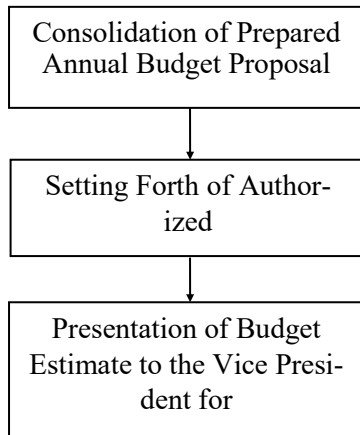 Consolidation of Prepared
Annual Budget Proposal
Setting Forth of Author-
ized
Presentation of Budget
Estimate to the Vice Presi-
dent for